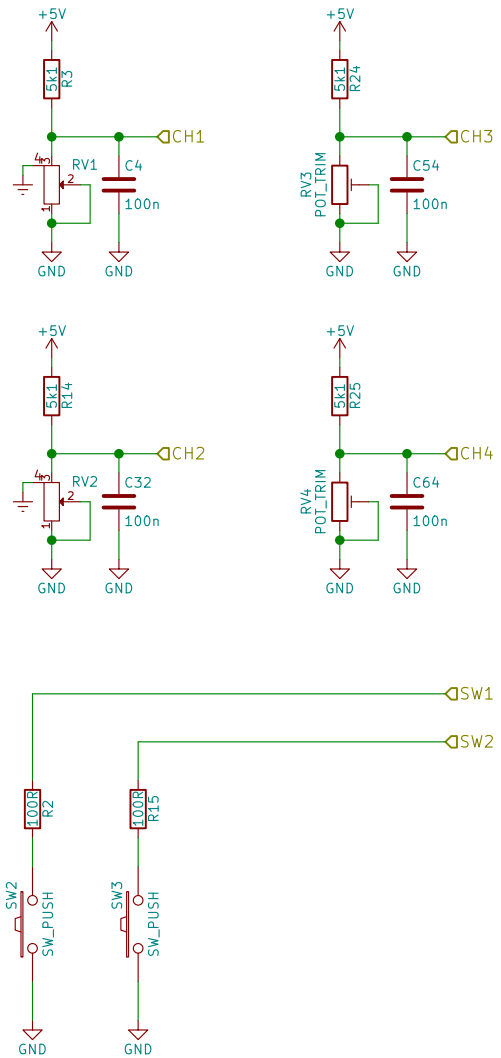 +5V
5k1
R3
CH1
4
3
RV1
2
1
C4
100n
GND
GND
+5V
5k1
R24
CH3
RV3
POT_TRIM
C54
100n
GND
GND
+5V
5k1
R14
CH2
4
3
RV2
2
1
C32
100n
GND
GND
+5V
5k1
R25
CH4
RV4
POT_TRIM
C64
100n
GND
GND
SW1
SW2
100R
R2
100R
R15
SW2
SW_PUSH
SW3
SW_PUSH
GND
GND